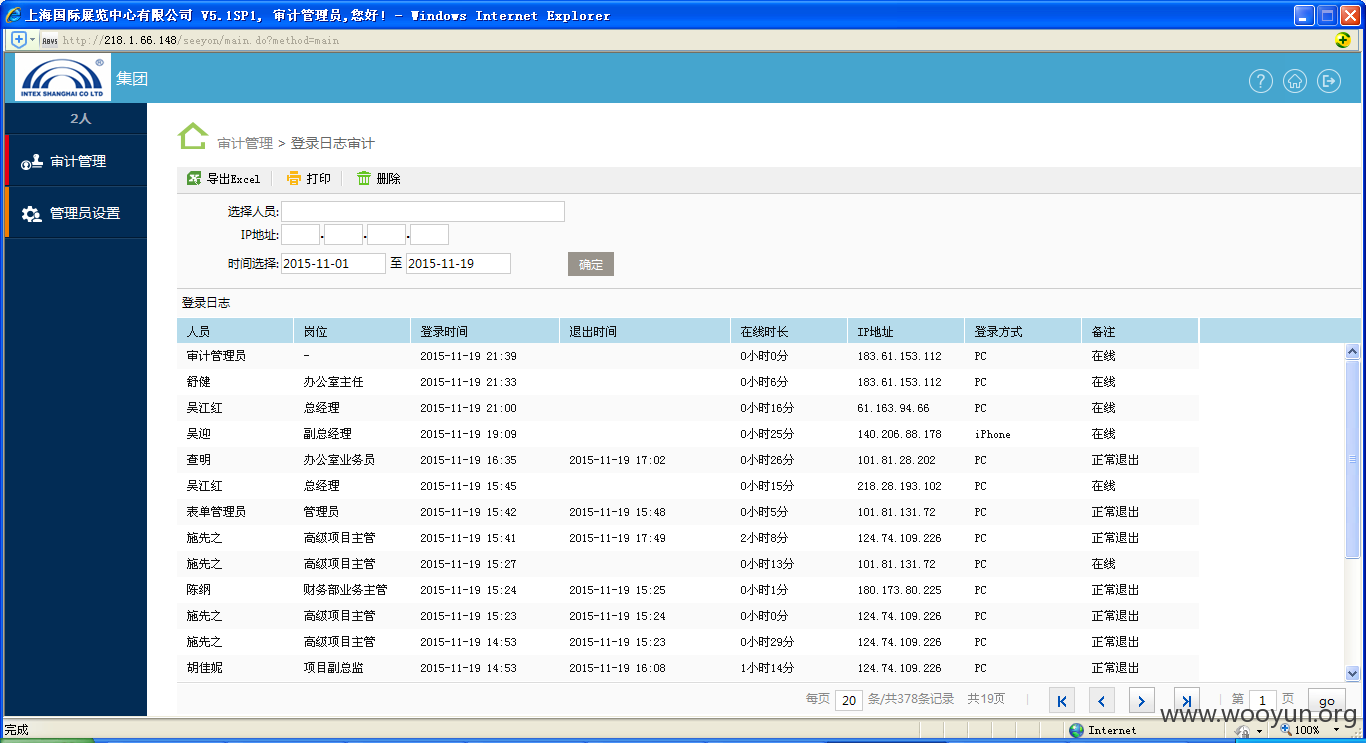 上海国际展览中心有限公司 V5.1SP1, 审计管理员,您好! - Windows Internet Explorer
http://218.1.66.148/seeyon/main.do?method=main
INTEX SHANGHAI CO LTD ® 集团
2人
审计管理
管理员设置
审计管理 > 登录日志审计
导出Excel 打印 删除
选择人员:
IP地址: . . .
时间选择: 2015-11-01 至 2015-11-19 确定
登录日志
人员 岗位 登录时间 退出时间 在线时长 IP地址 登录方式 备注
审计管理员 - 2015-11-19 21:39 0小时0分 183.61.153.112 PC 在线
舒健 办公室主任 2015-11-19 21:33 0小时6分 183.61.153.112 PC 在线
吴江红 总经理 2015-11-19 21:00 0小时16分 61.163.94.66 PC 在线
吴迎 副总经理 2015-11-19 19:09 0小时25分 140.206.88.178 iPhone 在线
查明 办公室业务员 2015-11-19 16:35 2015-11-19 17:02 0小时26分 101.81.28.202 PC 正常退出
吴江红 总经理 2015-11-19 15:45 0小时15分 218.28.193.102 PC 在线
表单管理员 管理员 2015-11-19 15:42 2015-11-19 15:48 0小时5分 101.81.131.72 PC 正常退出
施先之 高级项目主管 2015-11-19 15:41 2015-11-19 17:49 2小时8分 124.74.109.226 PC 正常退出
施先之 高级项目主管 2015-11-19 15:27 0小时13分 101.81.131.72 PC 在线
陈纲 财务部业务主管 2015-11-19 15:24 2015-11-19 15:25 0小时1分 180.173.80.225 PC 正常退出
施先之 高级项目主管 2015-11-19 15:23 2015-11-19 15:24 0小时0分 124.74.109.226 PC 正常退出
施先之 高级项目主管 2015-11-19 14:53 2015-11-19 15:23 0小时29分 124.74.109.226 PC 正常退出
胡佳妮 项目副总监 2015-11-19 14:53 2015-11-19 16:08 1小时14分 124.74.109.226 PC 正常退出
每页 20 条/共378条记录 共19页 第 1 页 go
www.wooyun.org
完成 Internet 100%